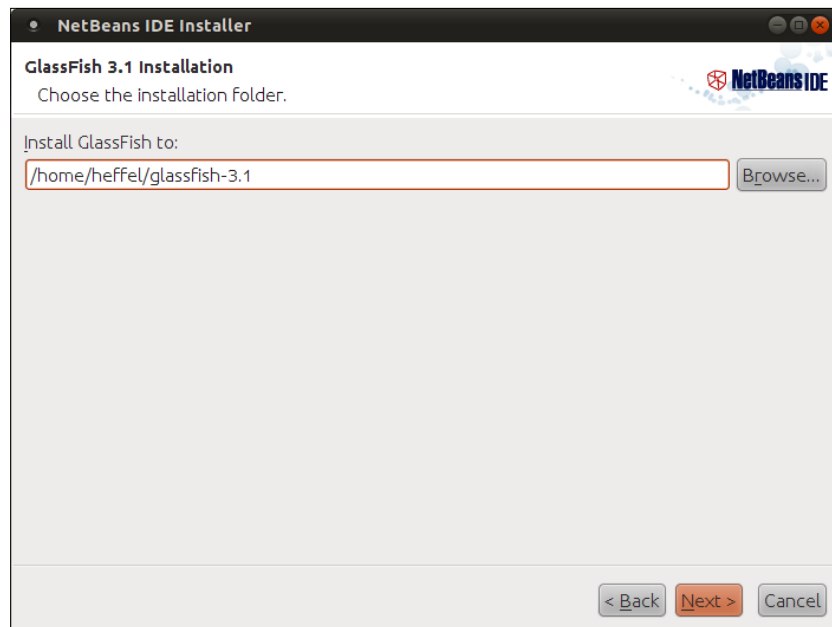 NetBeans IDE Installer
GlassFish 3.1 Installation
Choose the installation folder.
NetBeans IDE
Install GlassFish to:
/home/heffel/glassfish-3.1
Browse...
< Back
Next >
Cancel